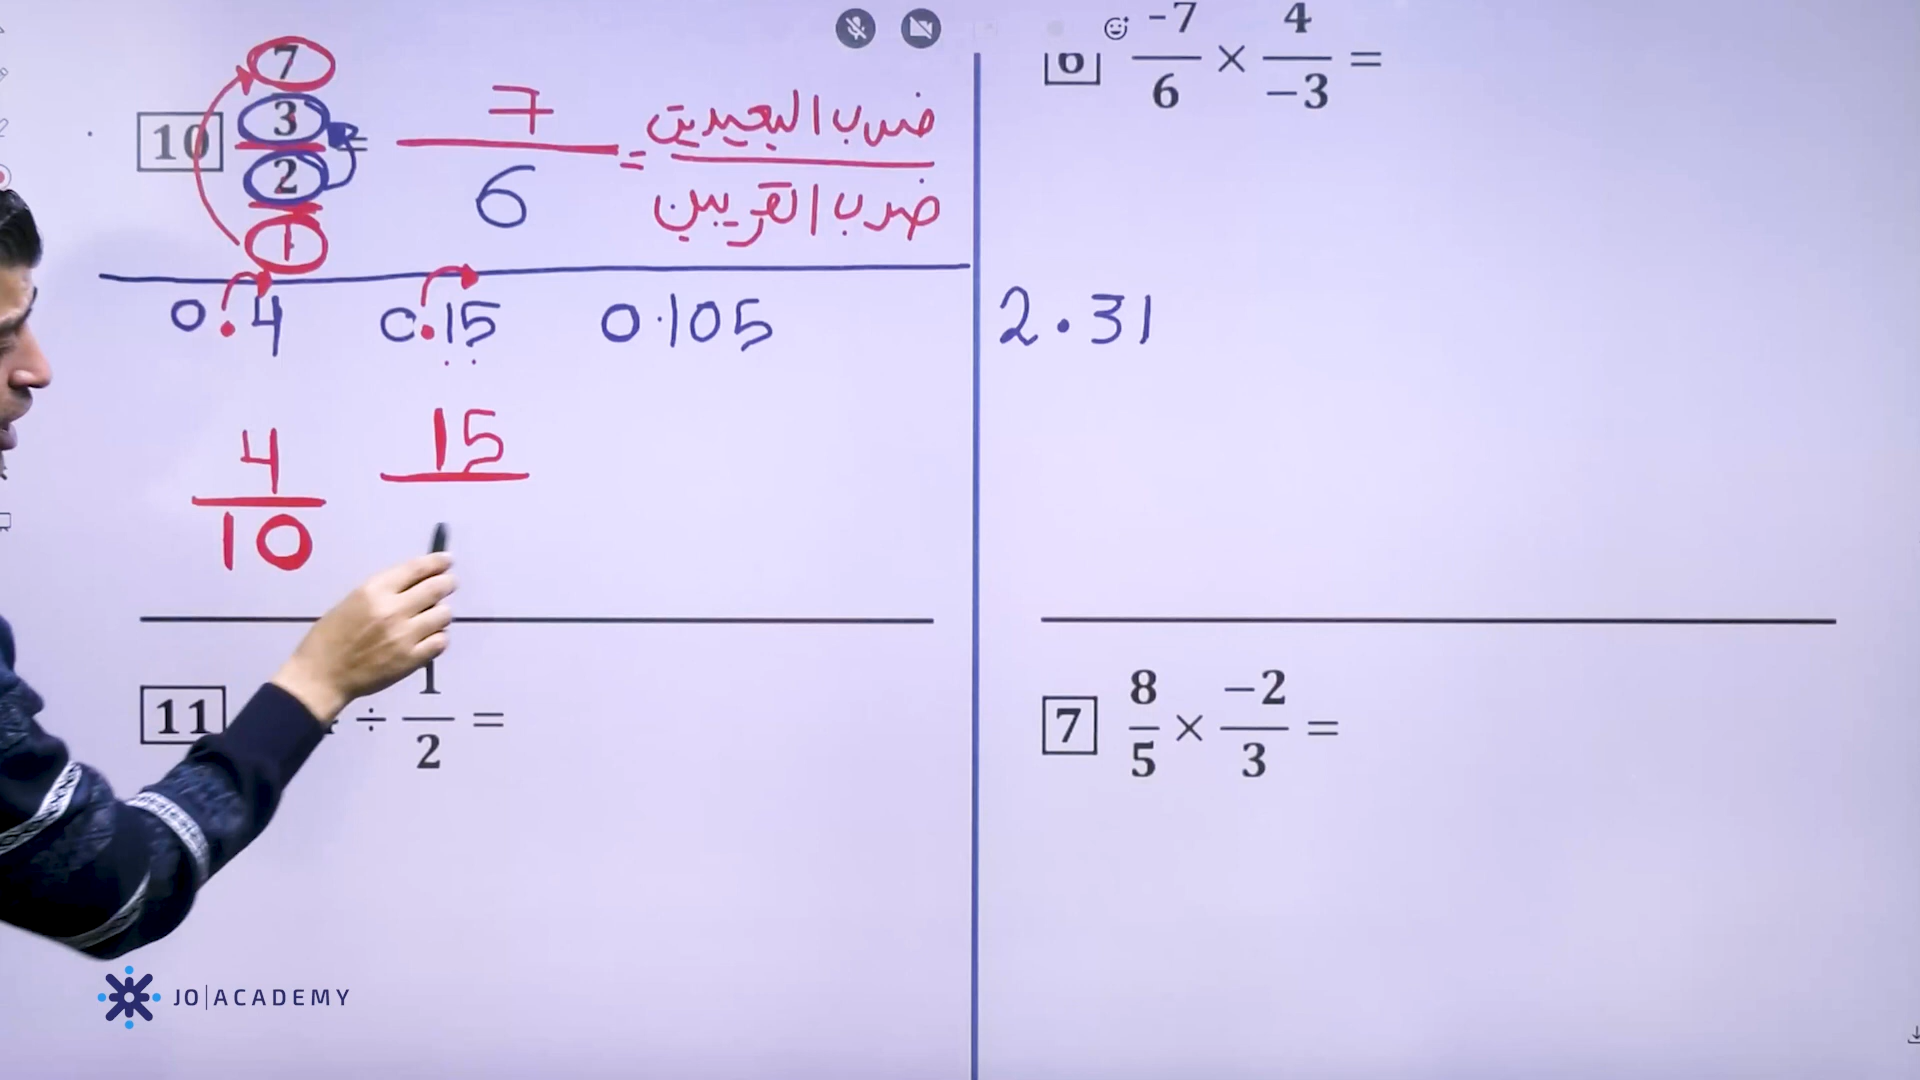 10 7 3 2 1 = 7 6 = ضرب البعيدين ضرب القريبين
0.4 0.15 0.105
4 10 15
11 ÷ 1 2 =
JO ACADEMY
6 -7 6 × 4 -3 =
2.31
7 8 5 × -2 3 =